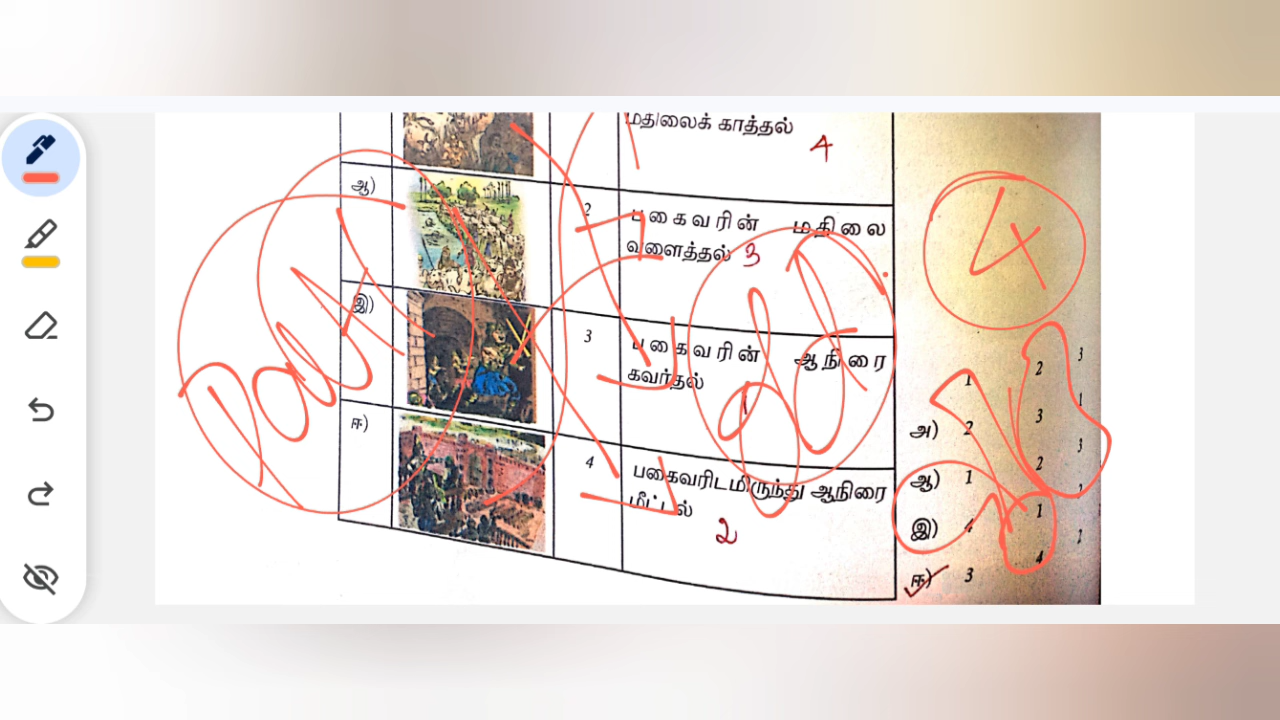 மதிலைக் காத்தல்
4
ஆ)
2
பகைவரின் மதிலை
வளைத்தல் 3
4
இ)
3
பகைவரின் ஆநிரை
கவர்தல்
1
ஈ)
4
பகைவரிடமிருந்து ஆநிரை
மீட்டல்
2
1 2 3
அ) 2 3 1
ஆ) 1 2 3
இ) 4 1
ஈ) 3 4